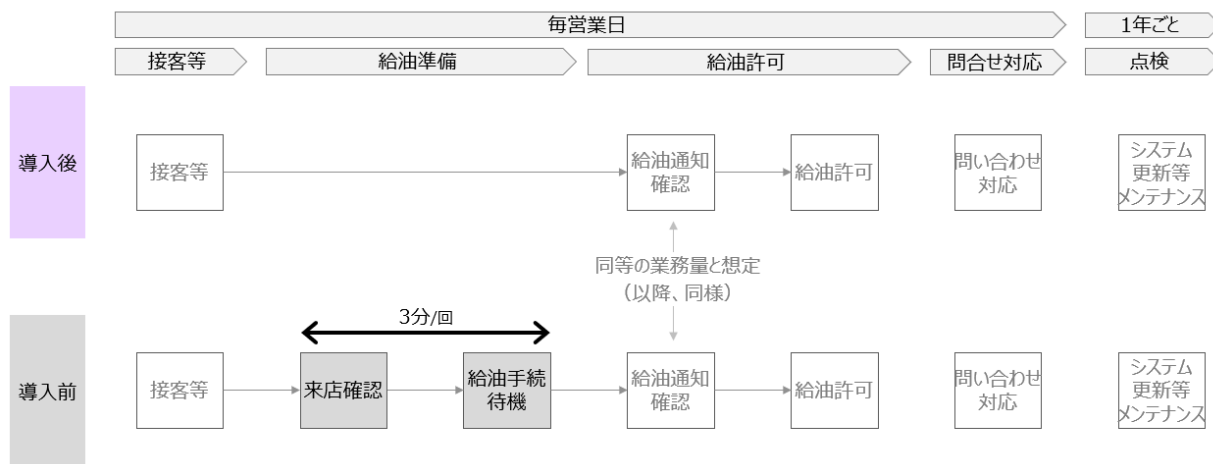 毎営業日
1年ごと
接客等
給油準備
給油許可
問合せ対応
点検
導入後
接客等
給油通知
確認
給油許可
問い合わせ
対応
システム
更新等
メンテナンス
同等の業務量と想定
（以降、同様）
3分/回
導入前
接客等
来店確認
給油手続
待機
給油通知
確認
給油許可
問い合わせ
対応
システム
更新等
メンテナンス